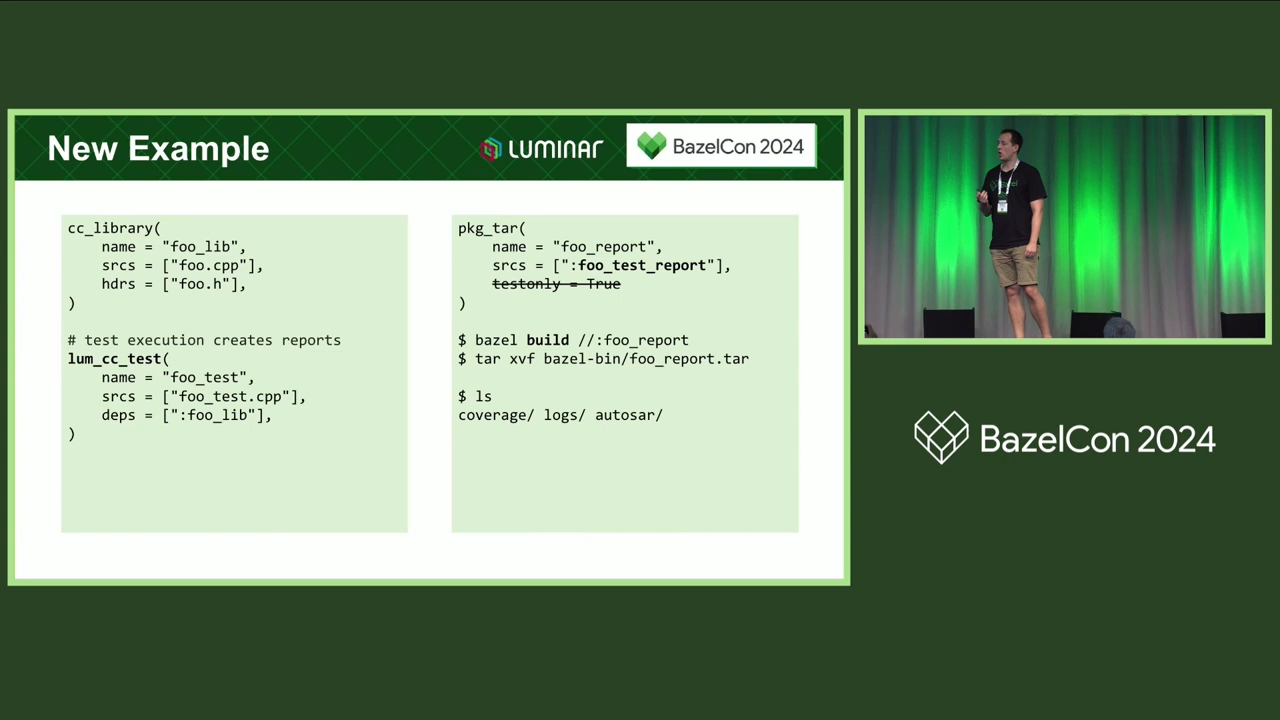 New Example
LUMINAR
BazelCon 2024
cc_library(
    name = "foo_lib",
    srcs = ["foo.cpp"],
    hdrs = ["foo.h"],
)
# test execution creates reports
lum_cc_test(
    name = "foo_test",
    srcs = ["foo_test.cpp"],
    deps = [":foo_lib"],
)
pkg_tar(
    name = "foo_report",
    srcs = [":foo_test_report"],
    testonly = True
)
$ bazel build //:foo_report
$ tar xvf bazel-bin/foo_report.tar
$ ls
coverage/ logs/ autosar/
BazelCon 2024